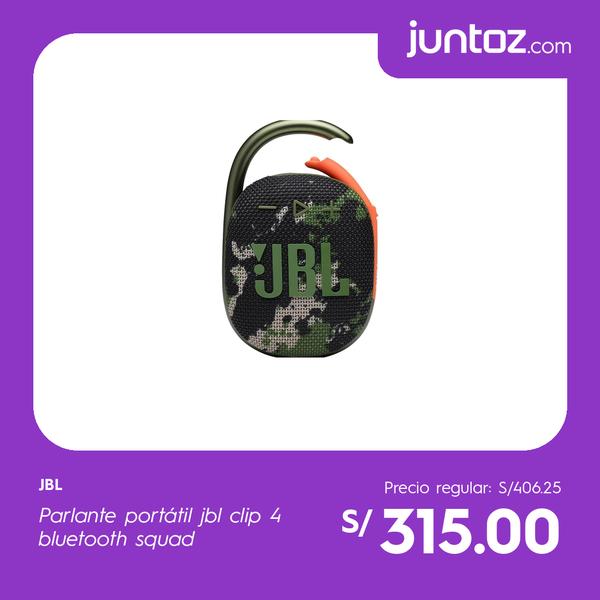 juntoz.com
JBL
JBL
Parlante portátil jbl clip 4
bluetooth squad
Precio regular: S/406.25
S/ 315.00